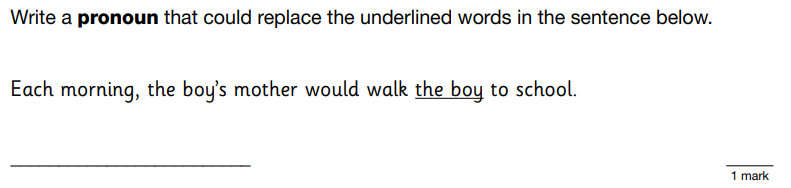 Write a pronoun that could replace the underlined words in the sentence below.
Each morning, the boy’s mother would walk the boy to school.
1 mark